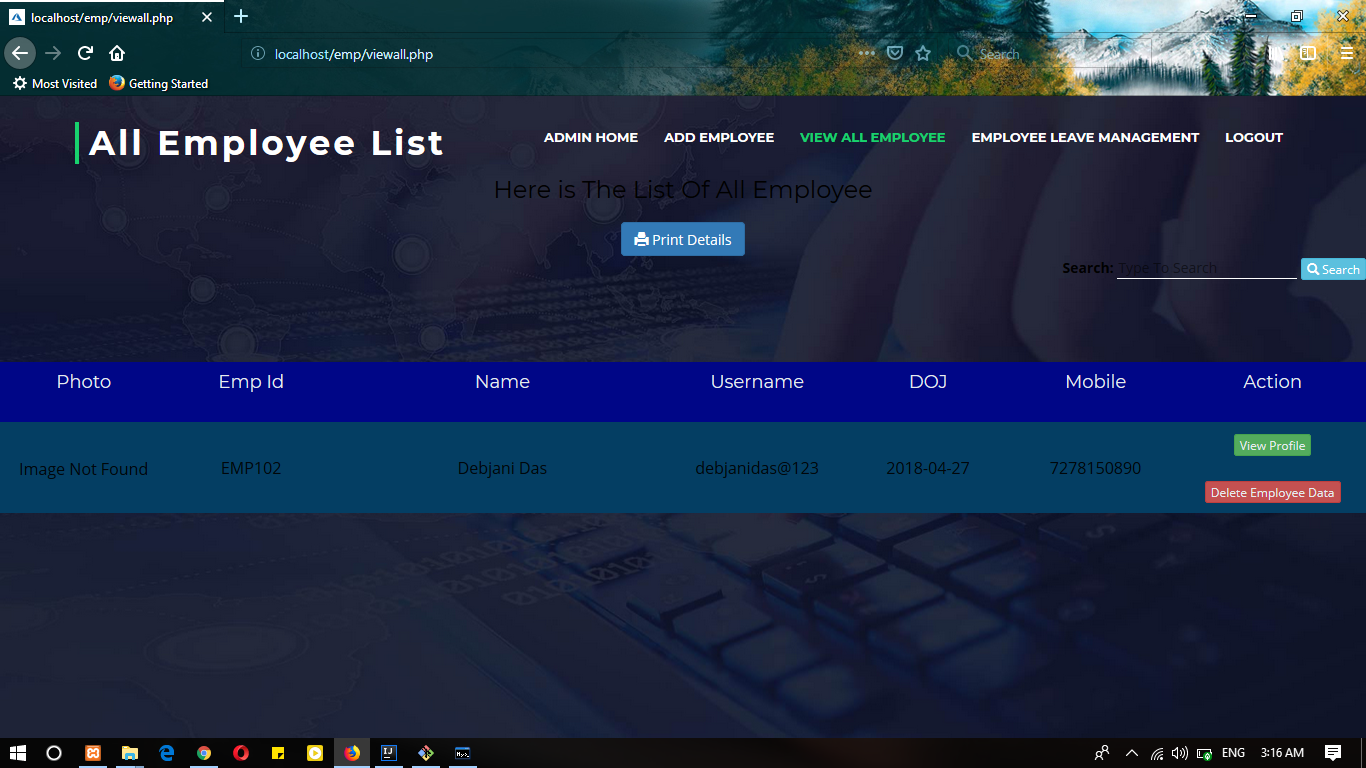 localhost/emp/viewall.php
localhost/emp/viewall.php
Search
Most Visited Getting Started
All Employee List
ADMIN HOME ADD EMPLOYEE VIEW ALL EMPLOYEE EMPLOYEE LEAVE MANAGEMENT LOGOUT
Here is The List Of All Employee
Print Details
Search: Type To Search Search
Photo Emp Id Name Username DOJ Mobile Action
View Profile
Image Not Found EMP102 Debjani Das debjanidas@123 2018-04-27 7278150890
Delete Employee Data
ENG 3:16 AM